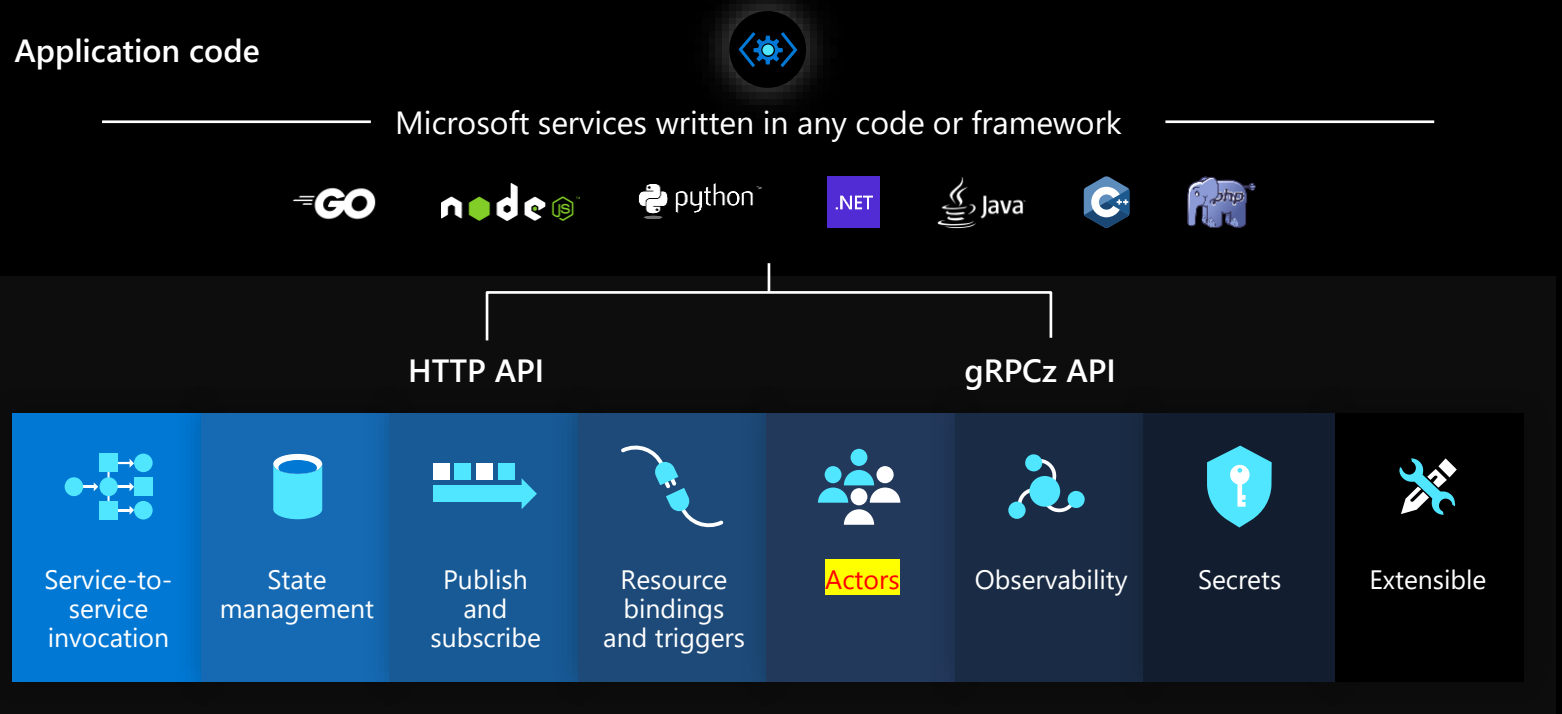 Application code
Microsoft services written in any code or framework
GO
node JS
python
.NET
Java
C++
php
HTTP API
gRPCz API
Service-to-
service
invocation
State
management
Publish
and
subscribe
Resource
bindings
and triggers
Actors
Observability
Secrets
Extensible